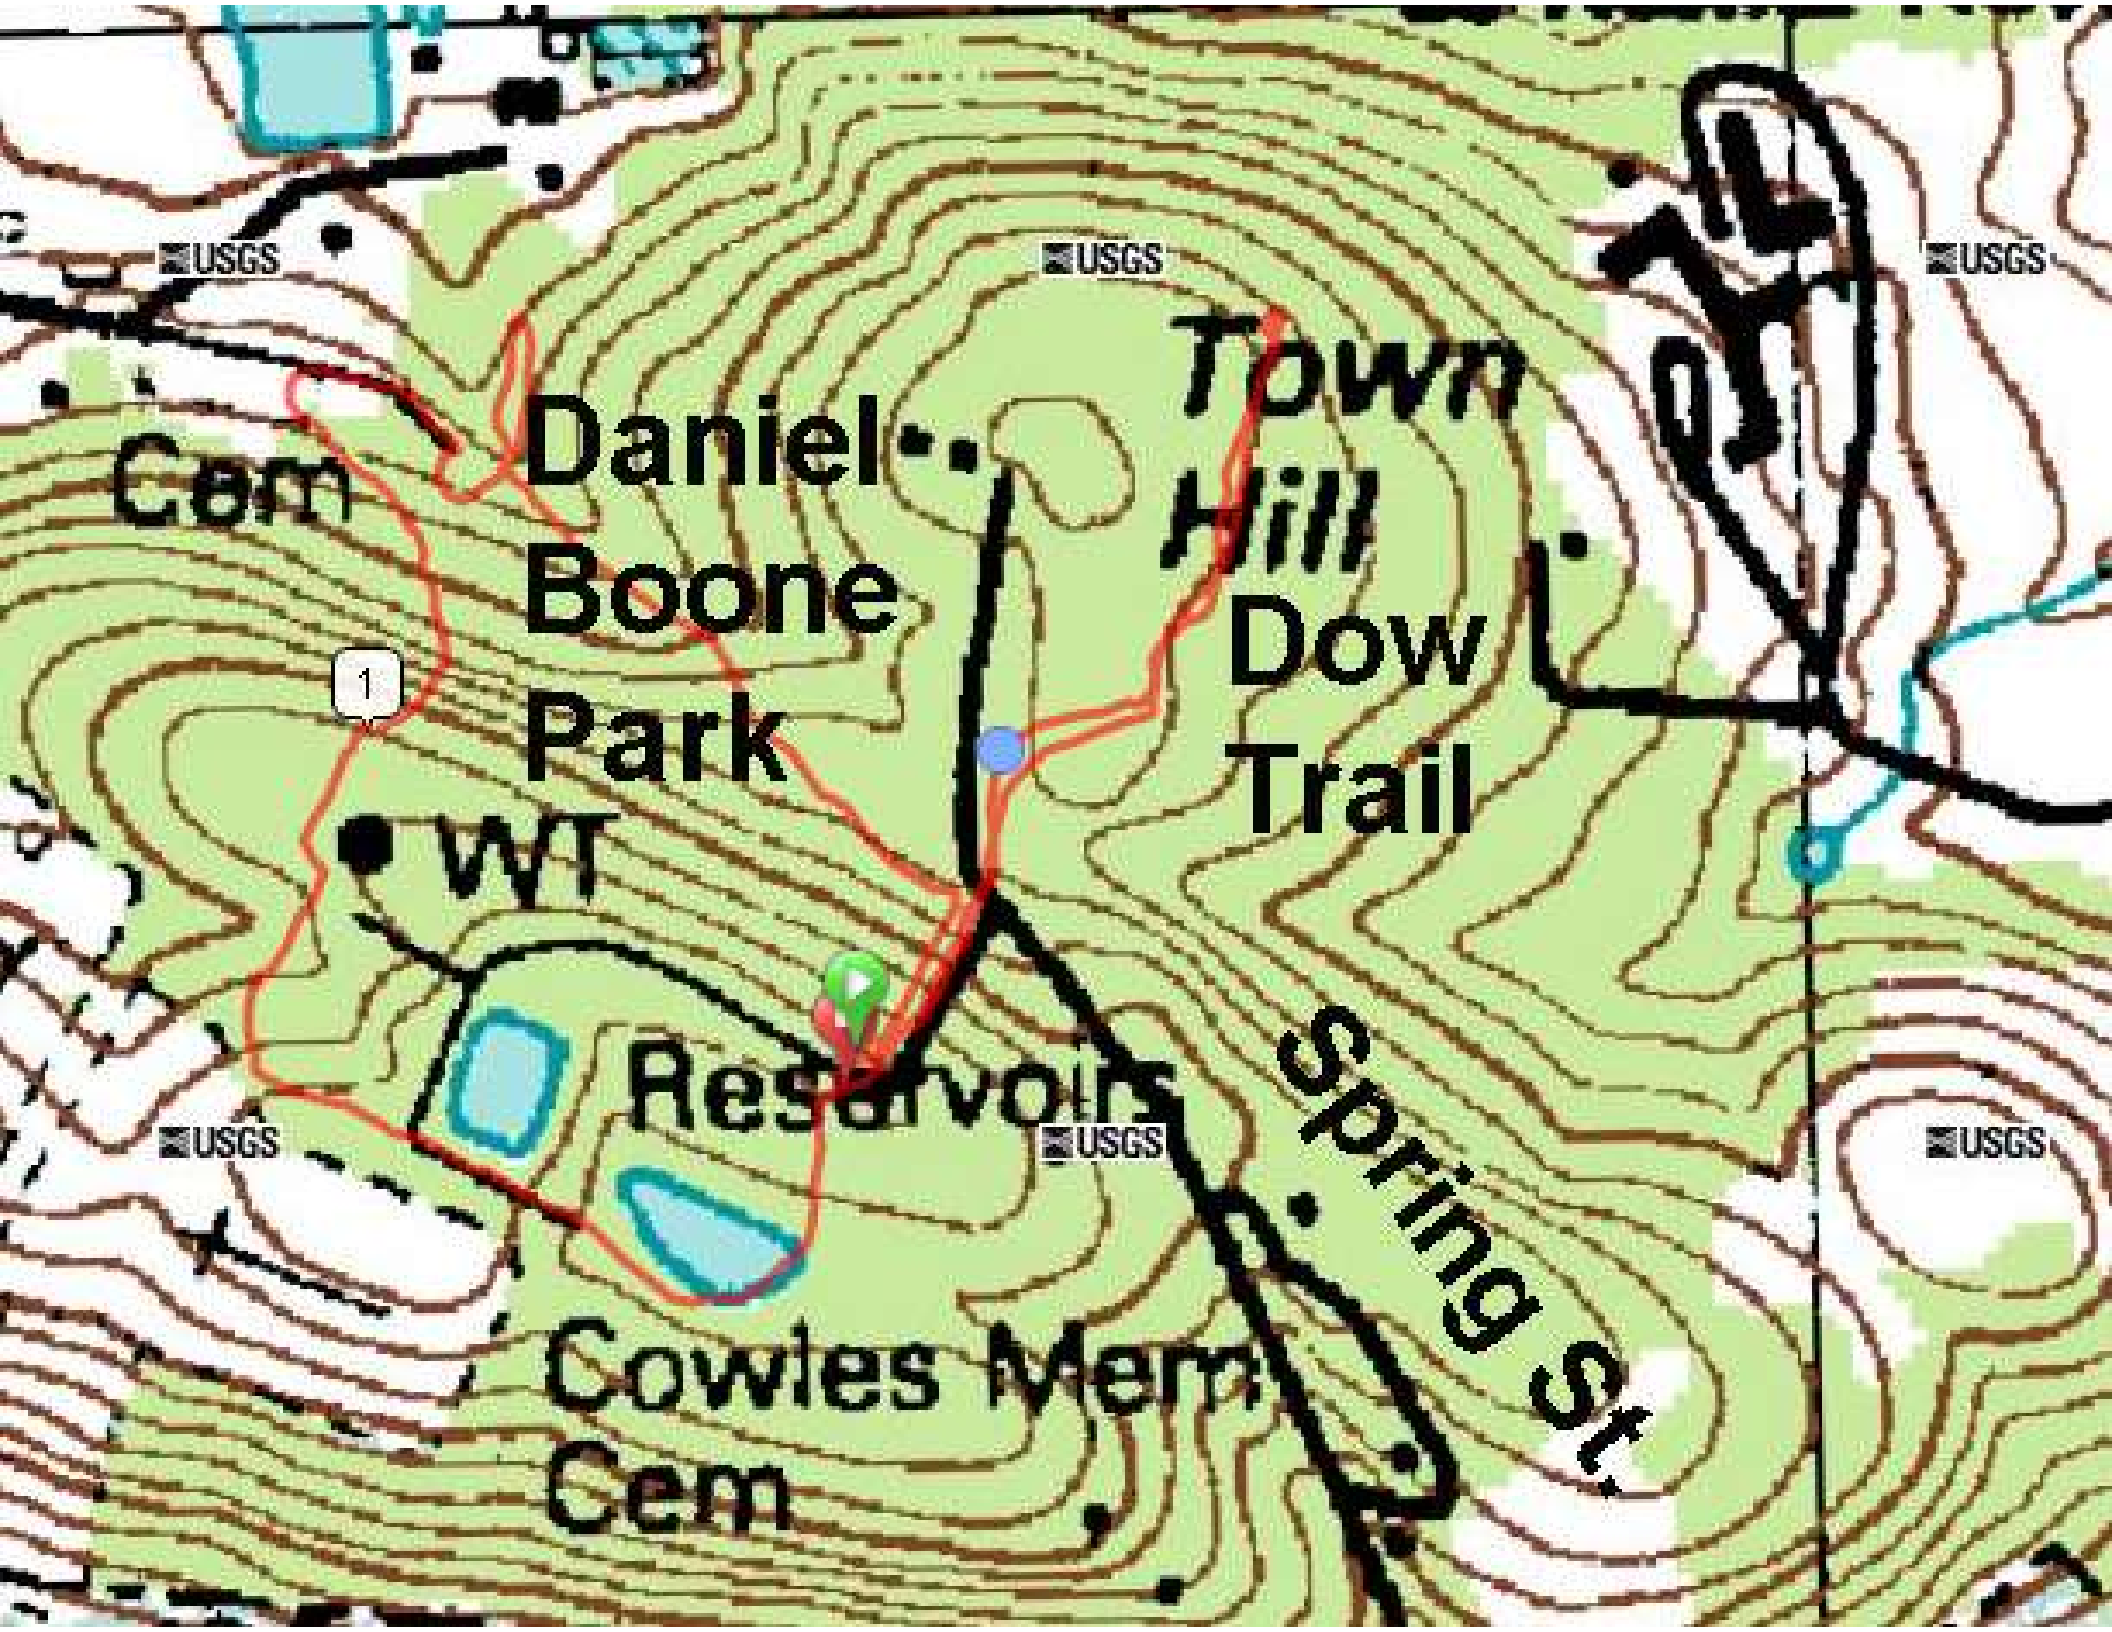 USGS
USGS
USGS
Town
Hill
Daniel
Boone
Park
Cem
Dow
Trail
1
WT
Reservoirs
USGS
USGS
USGS
Spring St.
Cowles Mem
Cem